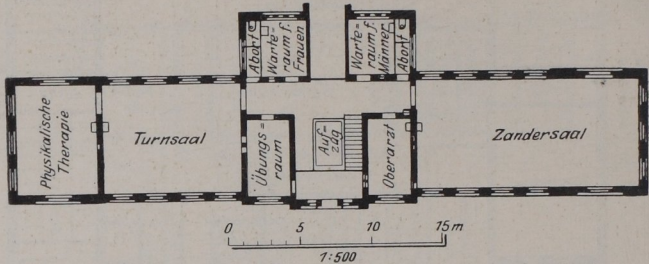 Abort
Warte=
raum f.
Frauen
Warte=
raum f.
Männer
Abort
Physikalische
Therapie
Turnsaal
Übungs=
raum
Auf=
zug
Oberarzt
Zandersaal
0 5 10 15 m
1:500